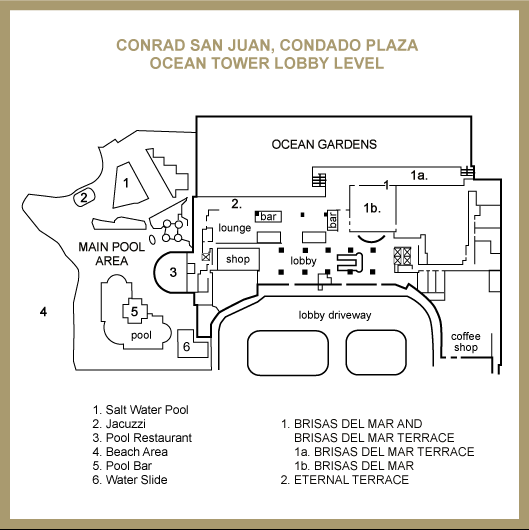 CONRAD SAN JUAN, CONDADO PLAZA
OCEAN TOWER LOBBY LEVEL
OCEAN GARDENS
1a.
1
1
2
2.
bar
bar
1b.
lounge
MAIN POOL
AREA
3
shop
lobby
4
5
pool
6
lobby driveway
coffee
shop
1. Salt Water Pool
2. Jacuzzi
3. Pool Restaurant
4. Beach Area
5. Pool Bar
6. Water Slide
1. BRISAS DEL MAR AND
BRISAS DEL MAR TERRACE
1a. BRISAS DEL MAR TERRACE
1b. BRISAS DEL MAR
2. ETERNAL TERRACE